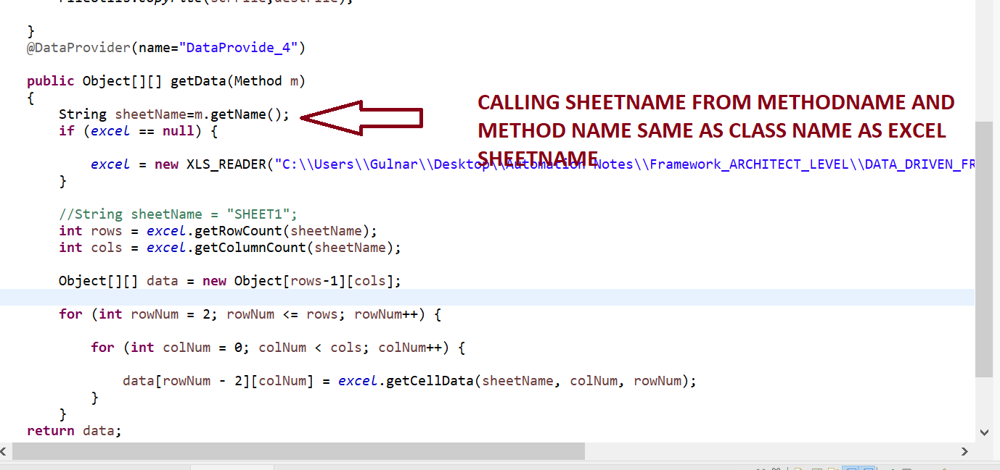 FileUtils.copyFile(scrFile,destFile);
}
@DataProvider(name="DataProvide_4")
public Object[][] getData(Method m)
{
String sheetName=m.getName();
CALLING SHEETNAME FROM METHODNAME AND
METHOD NAME SAME AS CLASS NAME AS EXCEL
SHEETNAME
if (excel == null) {
excel = new XLS_READER("C:\\Users\\Gulnar\\Desktop\\Automation Notes\\Framework_ARCHITECT_LEVEL\\DATA_DRIVEN_FR
}
//String sheetName = "SHEET1";
int rows = excel.getRowCount(sheetName);
int cols = excel.getColumnCount(sheetName);
Object[][] data = new Object[rows-1][cols];
for (int rowNum = 2; rowNum <= rows; rowNum++) {
for (int colNum = 0; colNum < cols; colNum++) {
data[rowNum - 2][colNum] = excel.getCellData(sheetName, colNum, rowNum);
}
}
return data;